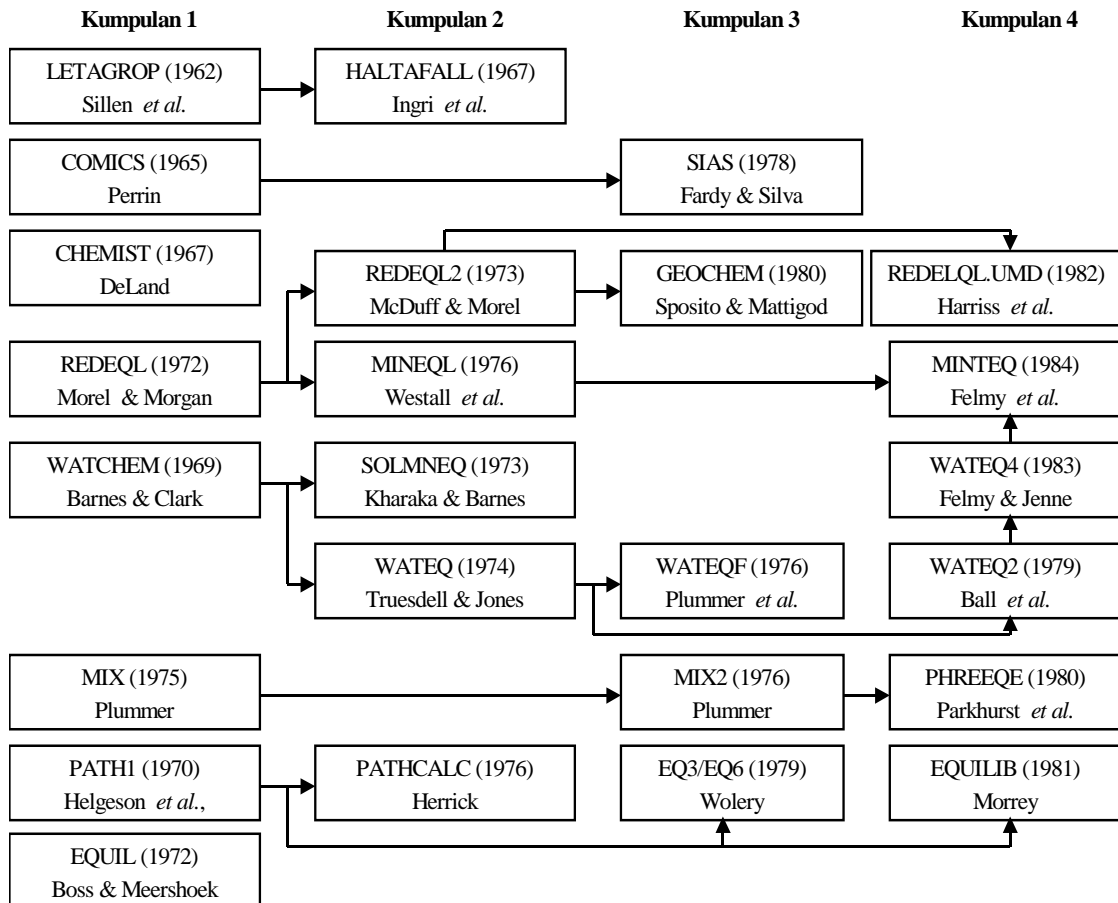 Kumpulan 1
Kumpulan 2
Kumpulan 3
Kumpulan 4
LETAGROP (1962)
Sillen et al.
HALTAFALL (1967)
Ingri et al.
COMICS (1965)
Perrin
SIAS (1978)
Fardy & Silva
CHEMIST (1967)
DeLand
REDEQL2 (1973)
McDuff & Morel
GEOCHEM (1980)
Sposito & Mattigod
REDELQL.UMD (1982)
Harriss et al.
REDEQL (1972)
Morel & Morgan
MINEQL (1976)
Westall et al.
MINTEQ (1984)
Felmy et al.
WATCHEM (1969)
Barnes & Clark
SOLMNEQ (1973)
Kharaka & Barnes
WATEQ4 (1983)
Felmy & Jenne
WATEQ (1974)
Truesdell & Jones
WATEQF (1976)
Plummer et al.
WATEQ2 (1979)
Ball et al.
MIX (1975)
Plummer
MIX2 (1976)
Plummer
PHREEQE (1980)
Parkhurst et al.
PATH1 (1970)
Helgeson et al.,
PATHCALC (1976)
Herrick
EQ3/EQ6 (1979)
Wolery
EQUILIB (1981)
Morrey
EQUIL (1972)
Boss & Meershoek